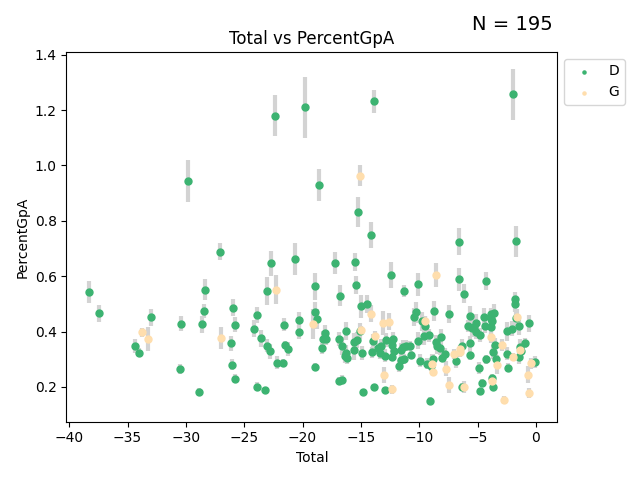 N = 195
Total vs PercentGpA
D
G
PercentGpA
1.4
1.2
1.0
0.8
0.6
0.4
0.2
−40 −35 −30 −25 −20 −15 −10 −5 0
Total